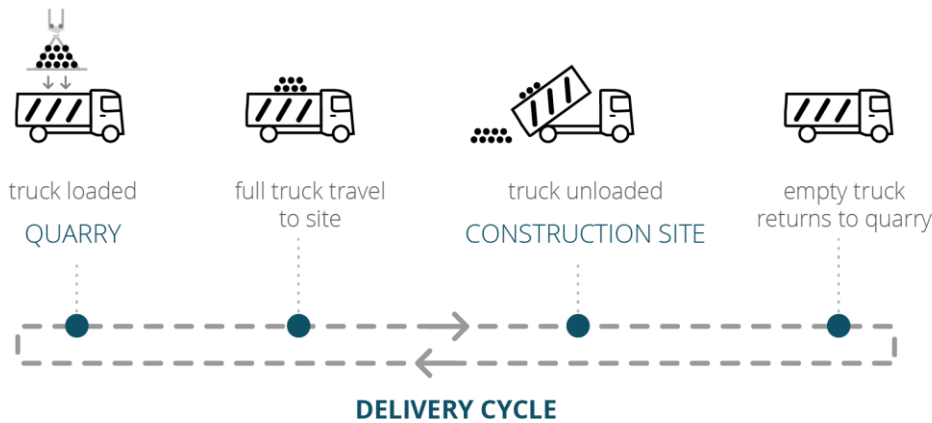 truck loaded
QUARRY
full truck travel
to site
truck unloaded
CONSTRUCTION SITE
empty truck
returns to quarry
DELIVERY CYCLE